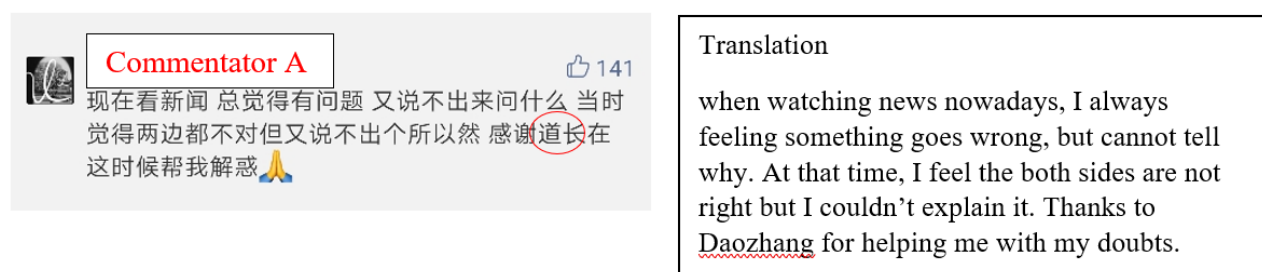 Commentator A
141
现在看新闻 总觉得有问题 又说不出来问什么 当时
觉得两边都不对但又说不出个所以然 感谢道长在
这时候帮我解惑🙏
Translation
when watching news nowadays, I always
feeling something goes wrong, but cannot tell
why. At that time, I feel the both sides are not
right but I couldn’t explain it. Thanks to
Daozhang for helping me with my doubts.